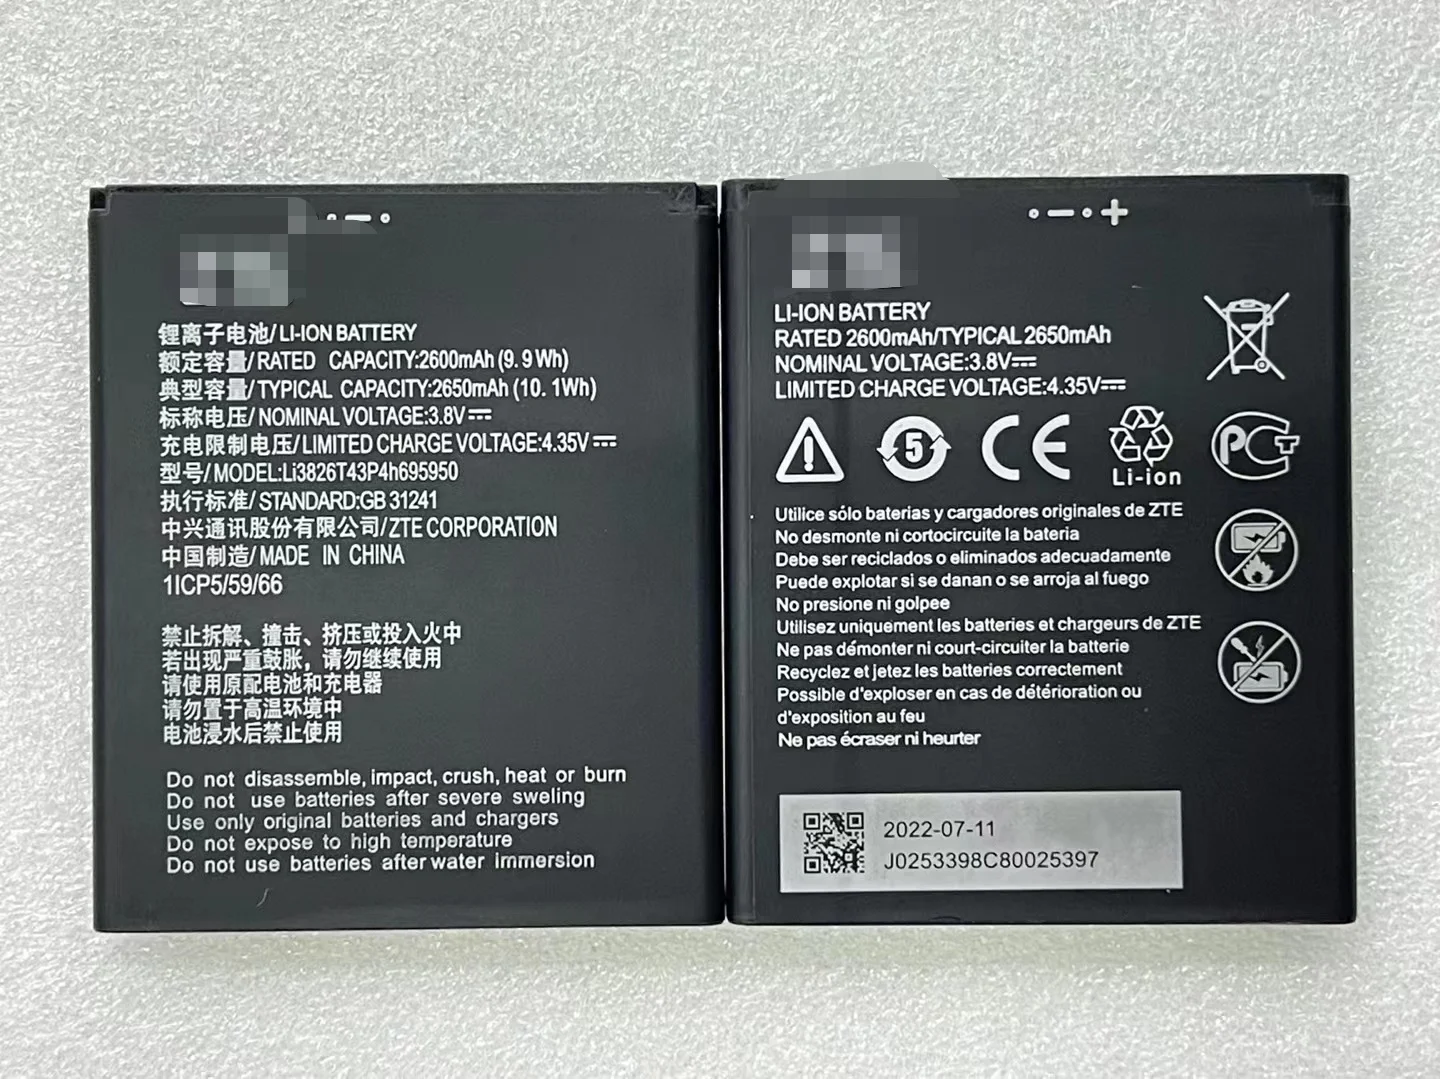 锂离子电池/LI-ION BATTERY
额定容量/RATED CAPACITY:2600mAh (9.9Wh)
典型容量/TYPICAL CAPACITY:2650mAh (10.1Wh)
标称电压/NOMINAL VOLTAGE:3.8V⎓
充电限制电压/LIMITED CHARGE VOLTAGE:4.35V⎓
型号/MODEL:Li3826T43P4h695950
执行标准/STANDARD:GB 31241
中兴通讯股份有限公司/ZTE CORPORATION
中国制造/MADE IN CHINA
1ICP5/59/66
禁止拆解、撞击、挤压或投入火中
若出现严重鼓胀，请勿继续使用
请使用原配电池和充电器
请勿置于高温环境中
电池浸水后禁止使用
Do not disassemble, impact, crush, heat or burn
Do not use batteries after severe sweling
Use only original batteries and chargers
Do not expose to high temperature
Do not use batteries after water immersion
LI-ION BATTERY
RATED 2600mAh/TYPICAL 2650mAh
NOMINAL VOLTAGE:3.8V⎓
LIMITED CHARGE VOLTAGE:4.35V⎓
5
CE
Li-ion
PCT
Utilice sólo baterias y cargadores originales de ZTE
No desmonte ni cortocircuite la bateria
Debe ser reciclados o eliminados adecuadamente
Puede explotar si se danan o se arroja al fuego
No presione ni golpee
Utilisez uniquement les batteries et chargeurs de ZTE
Ne pas démonter ni court-circuiter la batterie
Recyclez et jetez les batteries correctement
Possible d'exploser en cas de détérioration ou
d'exposition au feu
Ne pas écraser ni heurter
2022-07-11
J0253398C80025397